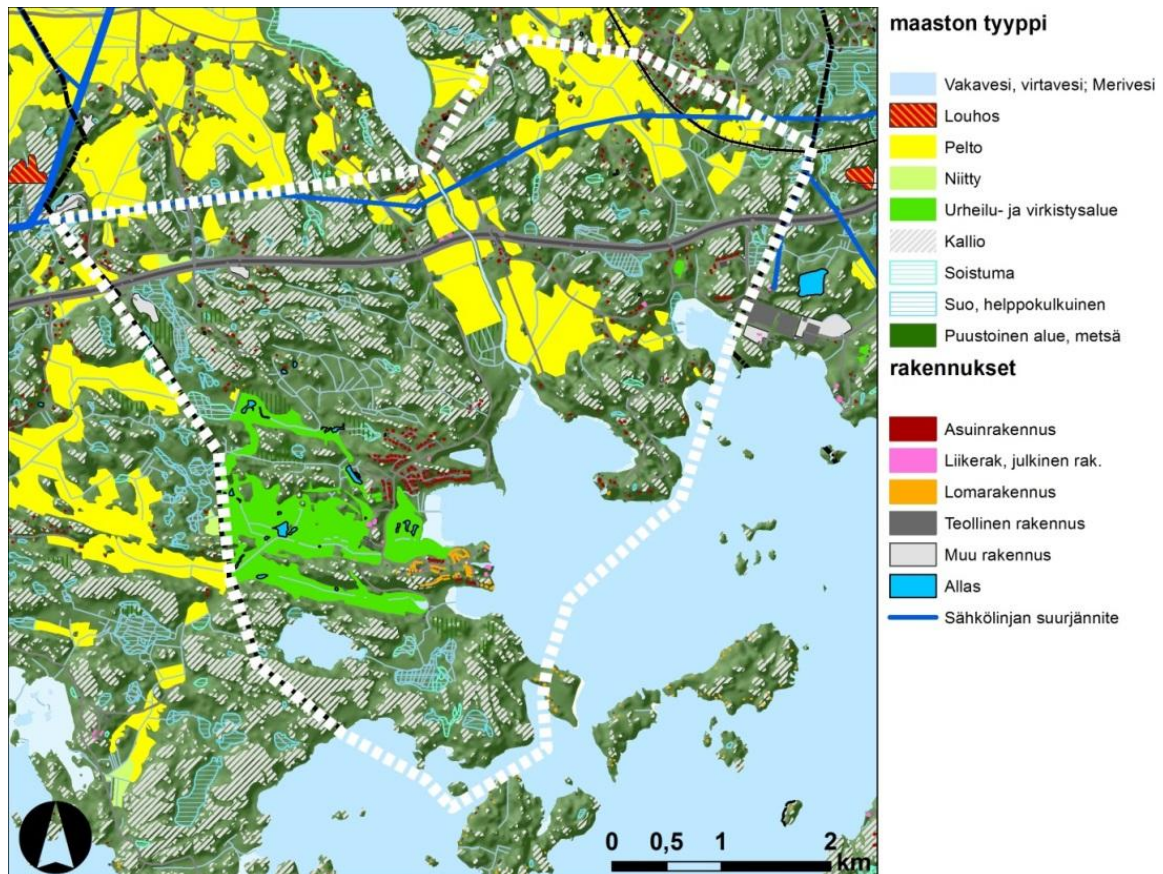 maaston tyyppi
Vakavesi, virtavesi; Merivesi
Louhos
Pelto
Niitty
Urheilu- ja virkistysalue
Kallio
Soistuma
Suo, helppokulkuinen
Puustoinen alue, metsä
rakennukset
Asuinrakennus
Liikerak, julkinen rak.
Lomarakennus
Teollinen rakennus
Muu rakennus
Allas
Sähkölinjan suurjännite
0 0,5 1 2
km